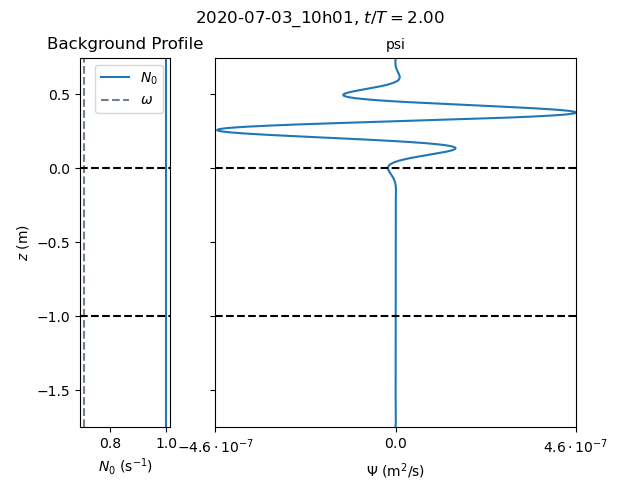 2020-07-03_10h01, t/T = 2.00
Background Profile
psi
N₀
ω
0.5
0.0
−0.5
−1.0
−1.5
z (m)
0.8
1.0
N₀ (s⁻¹)
−4.6 · 10⁻⁷
0.0
4.6 · 10⁻⁷
Ψ (m²/s)